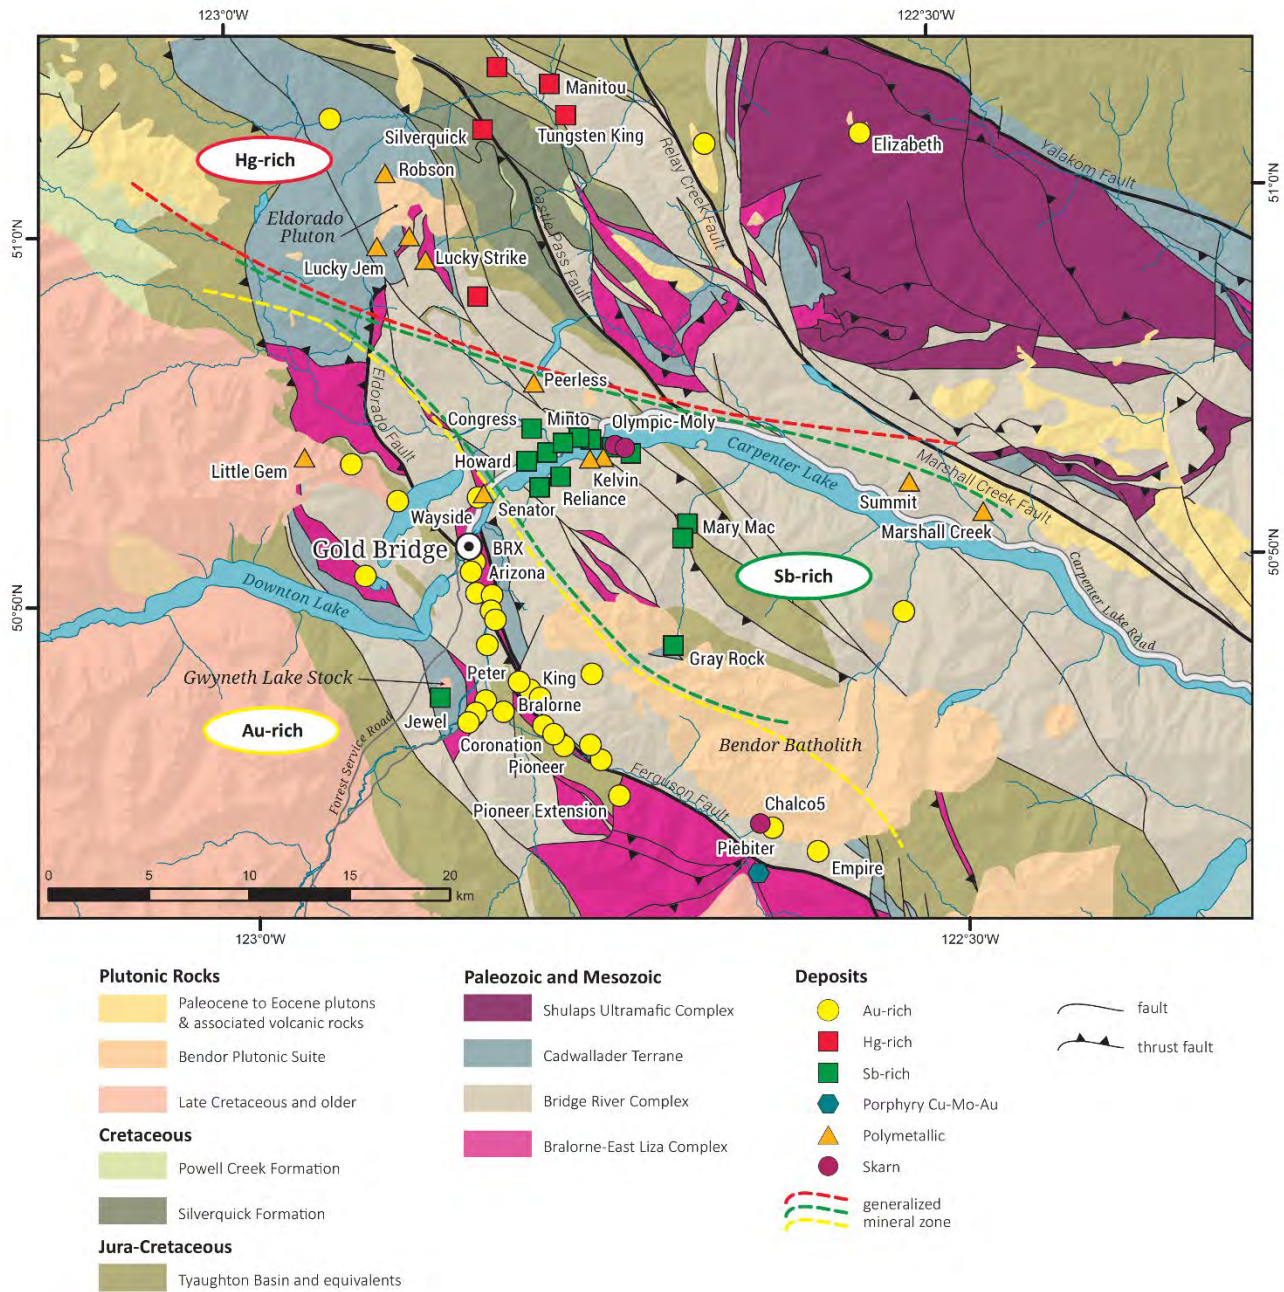 123°0'W
122°30'W
Manitou
Tungsten King
Silverquick
Hg-rich
Robson
Relay Creek Fault
Elizabeth
Yalakom Fault
51°0'N
51°0'N
Eldorado
Pluton
Castle Pass Fault
Lucky Jem
Lucky Strike
Eldorado Fault
Peerless
Congress
Minto
Olympic-Moly
Howard
Kelvin
Reliance
Carpenter Lake
Little Gem
Wayside
Senator
Marshall Creek Fault
Summit
Marshall Creek
Mary Mac
Gold Bridge
BRX
Arizona
Sb-rich
50°50'N
50°50'N
Downton Lake
Carpenter Lake Road
Gray Rock
Gwyneth Lake Stock
Peter
King
Jewel
Bralorne
Au-rich
Forest Service Road
Coronation
Pioneer
Bendor Batholith
Ferguson Fault
Pioneer Extension
Chalco5
Piebiter
Empire
0 5 10 15 20
km
123°0'W
122°30'W
Plutonic Rocks
Paleocene to Eocene plutons
& associated volcanic rocks
Bendor Plutonic Suite
Late Cretaceous and older
Cretaceous
Powell Creek Formation
Silverquick Formation
Jura-Cretaceous
Tyaughton Basin and equivalents
Paleozoic and Mesozoic
Shulaps Ultramafic Complex
Cadwallader Terrane
Bridge River Complex
Bralorne-East Liza Complex
Deposits
Au-rich
Hg-rich
Sb-rich
Porphyry Cu-Mo-Au
Polymetallic
Skarn
generalized
mineral zone
fault
thrust fault